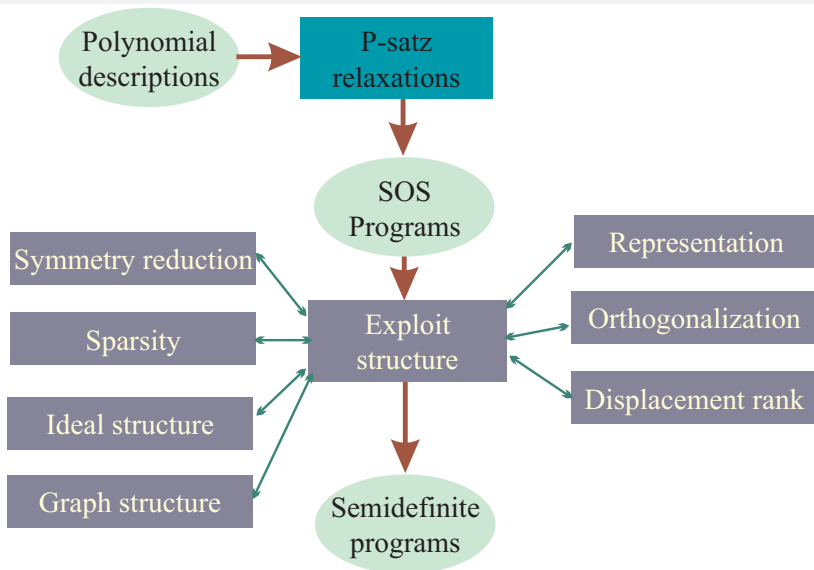 Polynomial
descriptions
P-satz
relaxations
SOS
Programs
Symmetry reduction
Sparsity
Ideal structure
Graph structure
Exploit
structure
Representation
Orthogonalization
Displacement rank
Semidefinite
programs